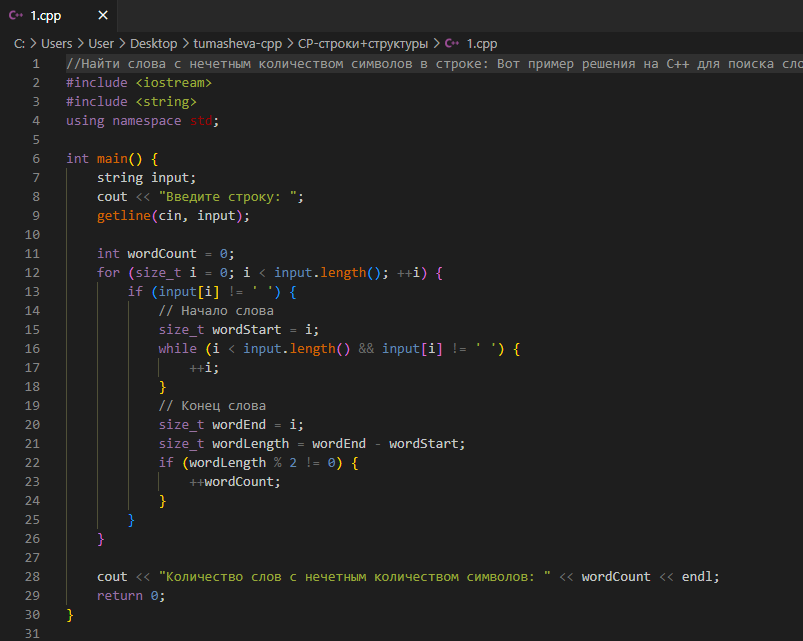 C++ 1.cpp ×
C: > Users > User > Desktop > tumasheva-cpp > СР-строки+структуры > C++ 1.cpp
1 //Найти слова с нечетным количеством символов в строке: Вот пример решения на C++ для поиска сло
2 #include <iostream>
3 #include <string>
4 using namespace std;
5
6 int main() {
7 string input;
8 cout << "Введите строку: ";
9 getline(cin, input);
10
11 int wordCount = 0;
12 for (size_t i = 0; i < input.length(); ++i) {
13 if (input[i] != ' ') {
14 // Начало слова
15 size_t wordStart = i;
16 while (i < input.length() && input[i] != ' ') {
17 ++i;
18 }
19 // Конец слова
20 size_t wordEnd = i;
21 size_t wordLength = wordEnd - wordStart;
22 if (wordLength % 2 != 0) {
23 ++wordCount;
24 }
25 }
26 }
27
28 cout << "Количество слов с нечетным количеством символов: " << wordCount << endl;
29 return 0;
30 }
31